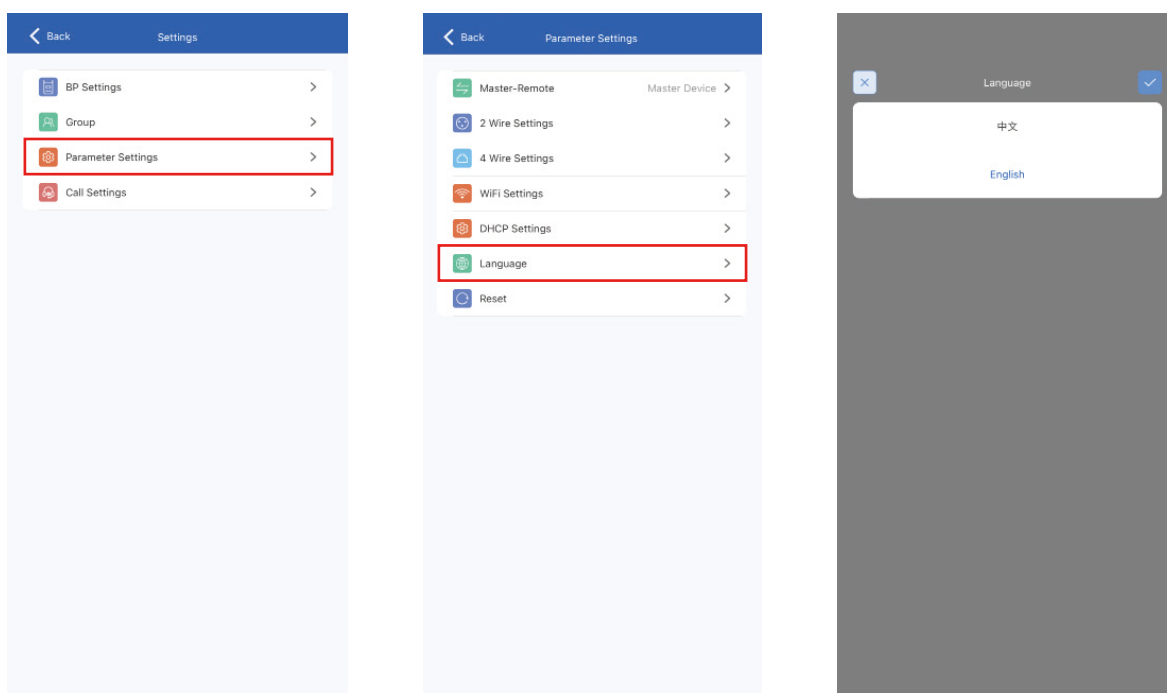 Back
Settings
BP Settings
Group
Parameter Settings
Call Settings
Back
Parameter Settings
Master-Remote Master Device
2 Wire Settings
4 Wire Settings
WiFi Settings
DHCP Settings
Language
Reset
Language
中文
English